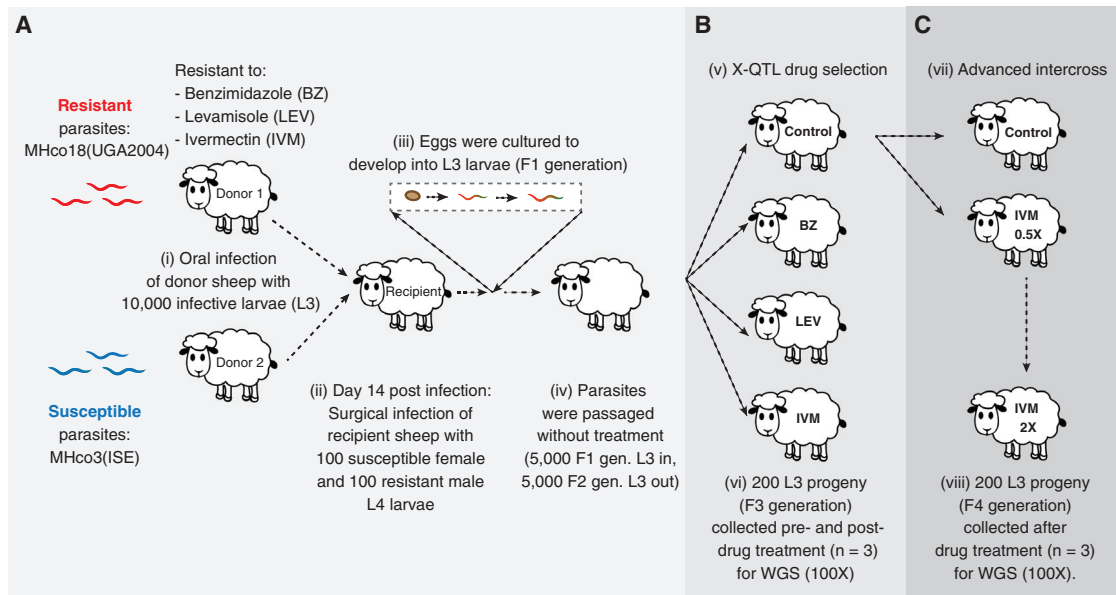 A
Resistant
parasites:
MHco18(UGA2004)
Resistant to:
- Benzimidazole (BZ)
- Levamisole (LEV)
- Ivermectin (IVM)
Donor 1
(i) Oral infection
of donor sheep with
10,000 infective larvae (L3)
Donor 2
Susceptible
parasites:
MHco3(ISE)
Recipient
(ii) Day 14 post infection:
Surgical infection of
recipient sheep with
100 susceptible female
and 100 resistant male
L4 larvae
(iii) Eggs were cultured to
develop into L3 larvae (F1 generation)
(iv) Parasites
were passaged
without treatment
(5,000 F1 gen. L3 in,
5,000 F2 gen. L3 out)
B
(v) X-QTL drug selection
Control
BZ
LEV
IVM
(vi) 200 L3 progeny
(F3 generation)
collected pre- and post-
drug treatment (n = 3)
for WGS (100X)
C
(vii) Advanced intercross
Control
IVM
0.5X
IVM
2X
(viii) 200 L3 progeny
(F4 generation)
collected after
drug treatment (n = 3)
for WGS (100X).